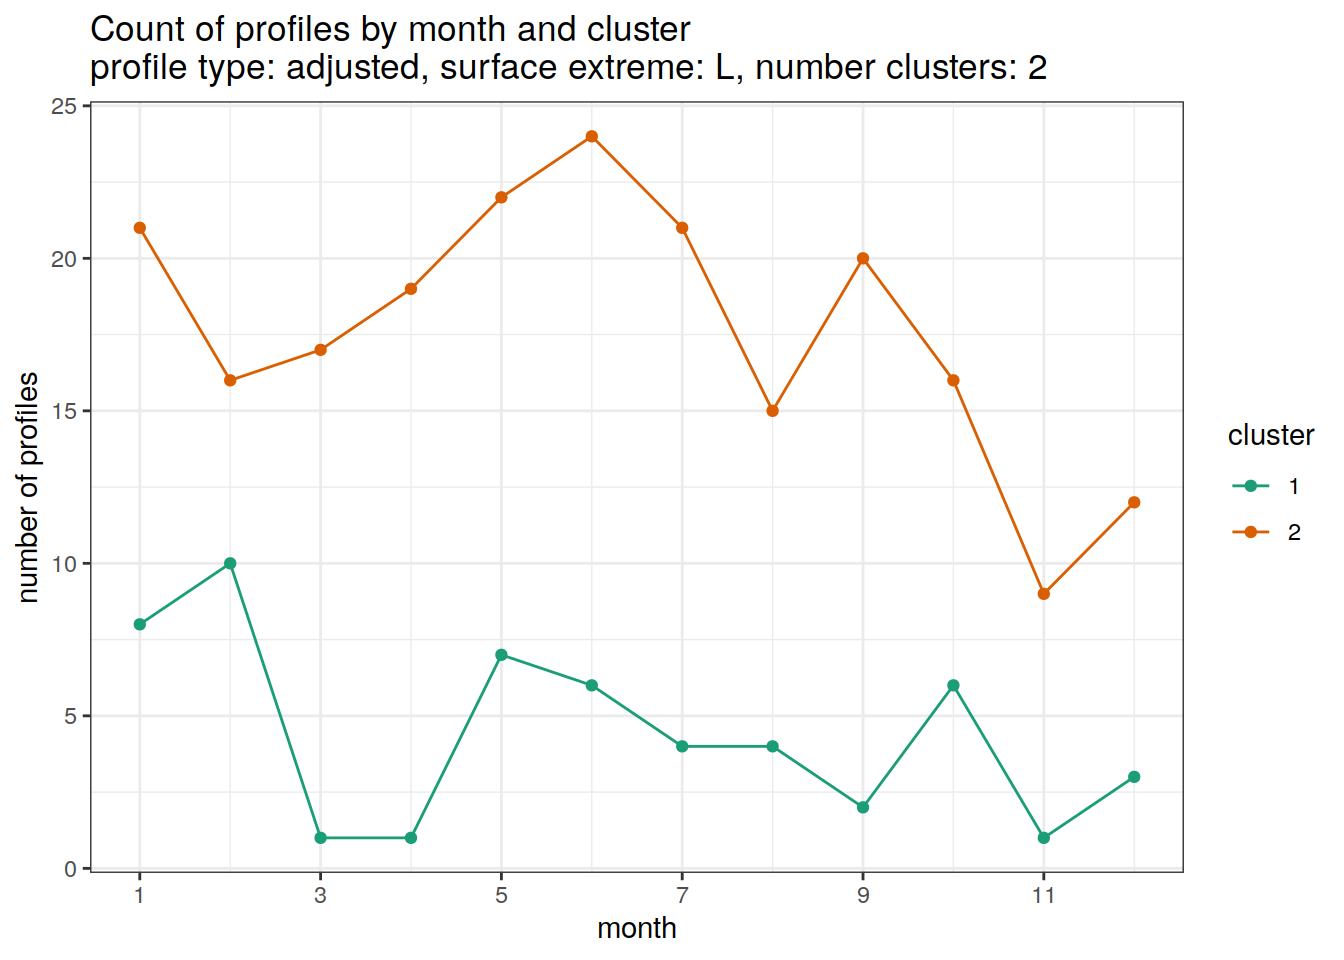 Count of profiles by month and cluster
profile type: adjusted, surface extreme: L, number clusters: 2
25
20
15
10
5
0
number of profiles
1 3 5 7 9 11
month
cluster
1
2